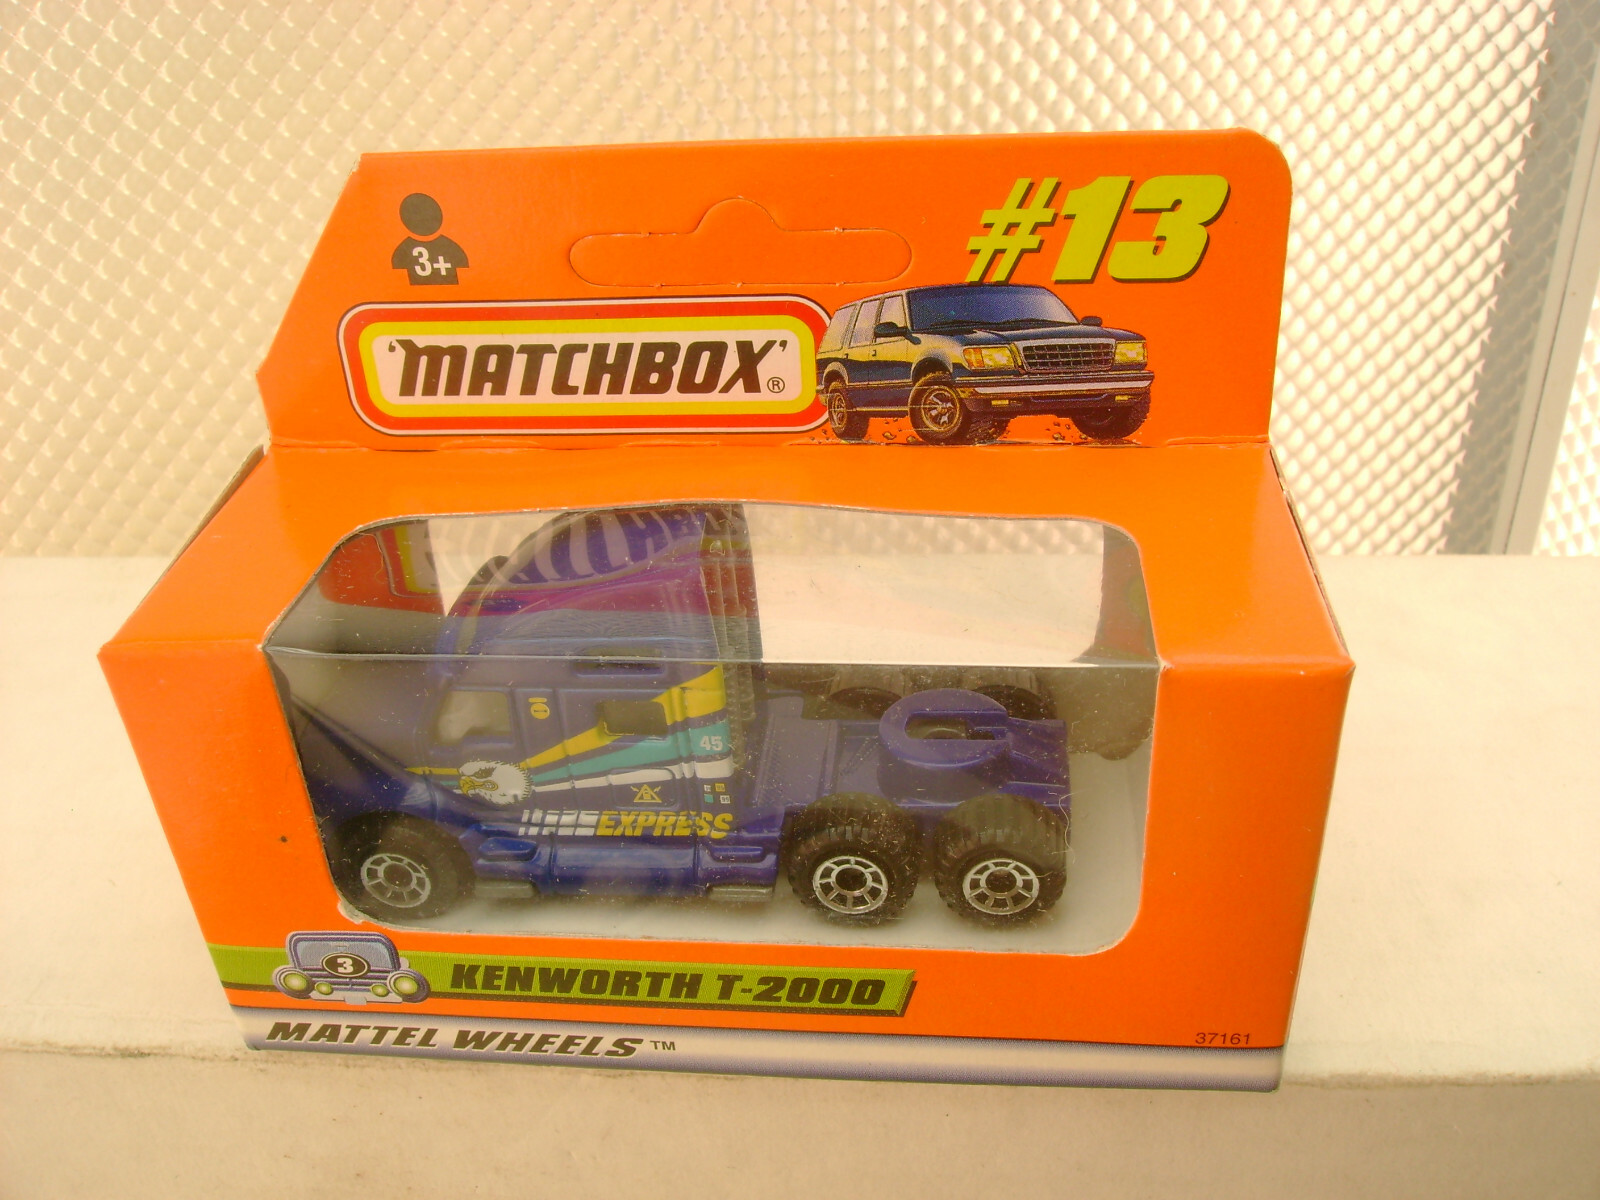 #13
3+
'MATCHBOX'®
45
EXPRESS
3
KENWORTH T-2000
MATTEL WHEELS™
37161